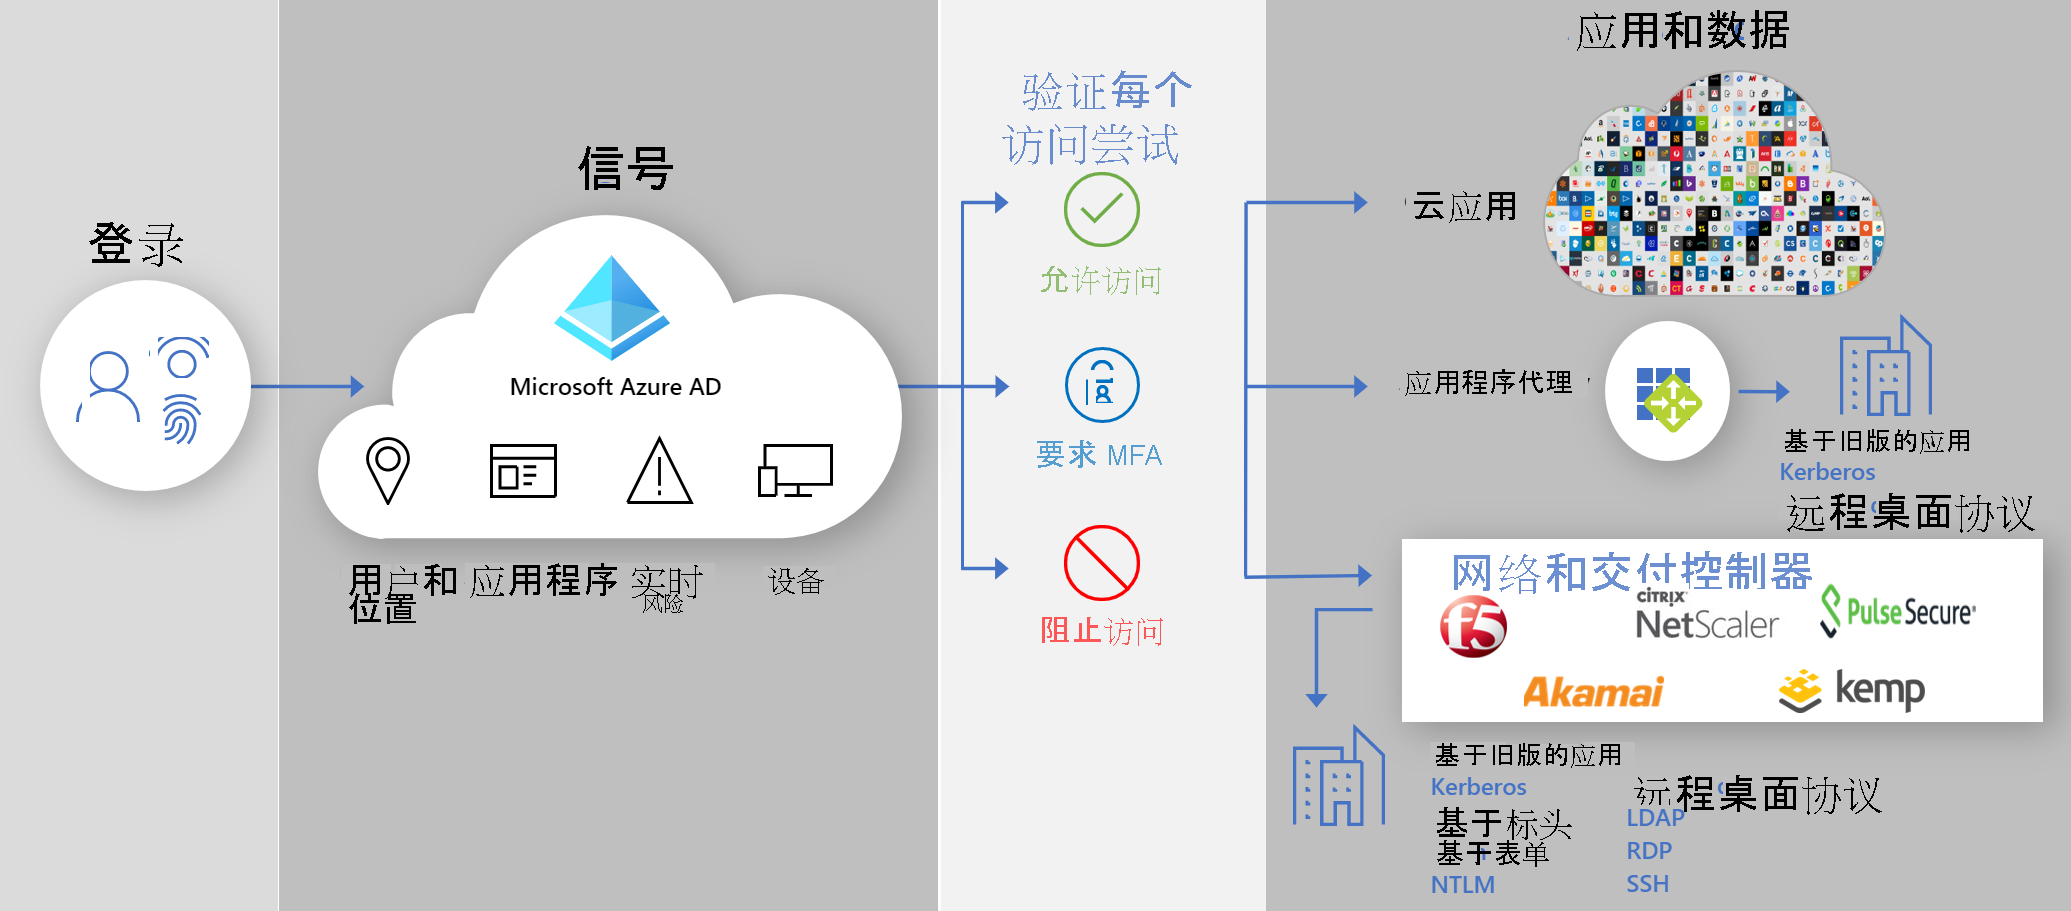 登录
信号
Microsoft Azure AD
用户和
位置
应用程序
实时
风险
设备
验证每个
访问尝试
允许访问
要求 MFA
阻止访问
应用和数据
云应用
应用程序代理
基于旧版的应用
Kerberos
远程桌面协议
网络和交付控制器
f5
CITRIX
NetScaler
Pulse Secure
Akamai
kemp
基于旧版的应用
Kerberos
基于标头
基于表单
NTLM
远程桌面协议
LDAP
RDP
SSH